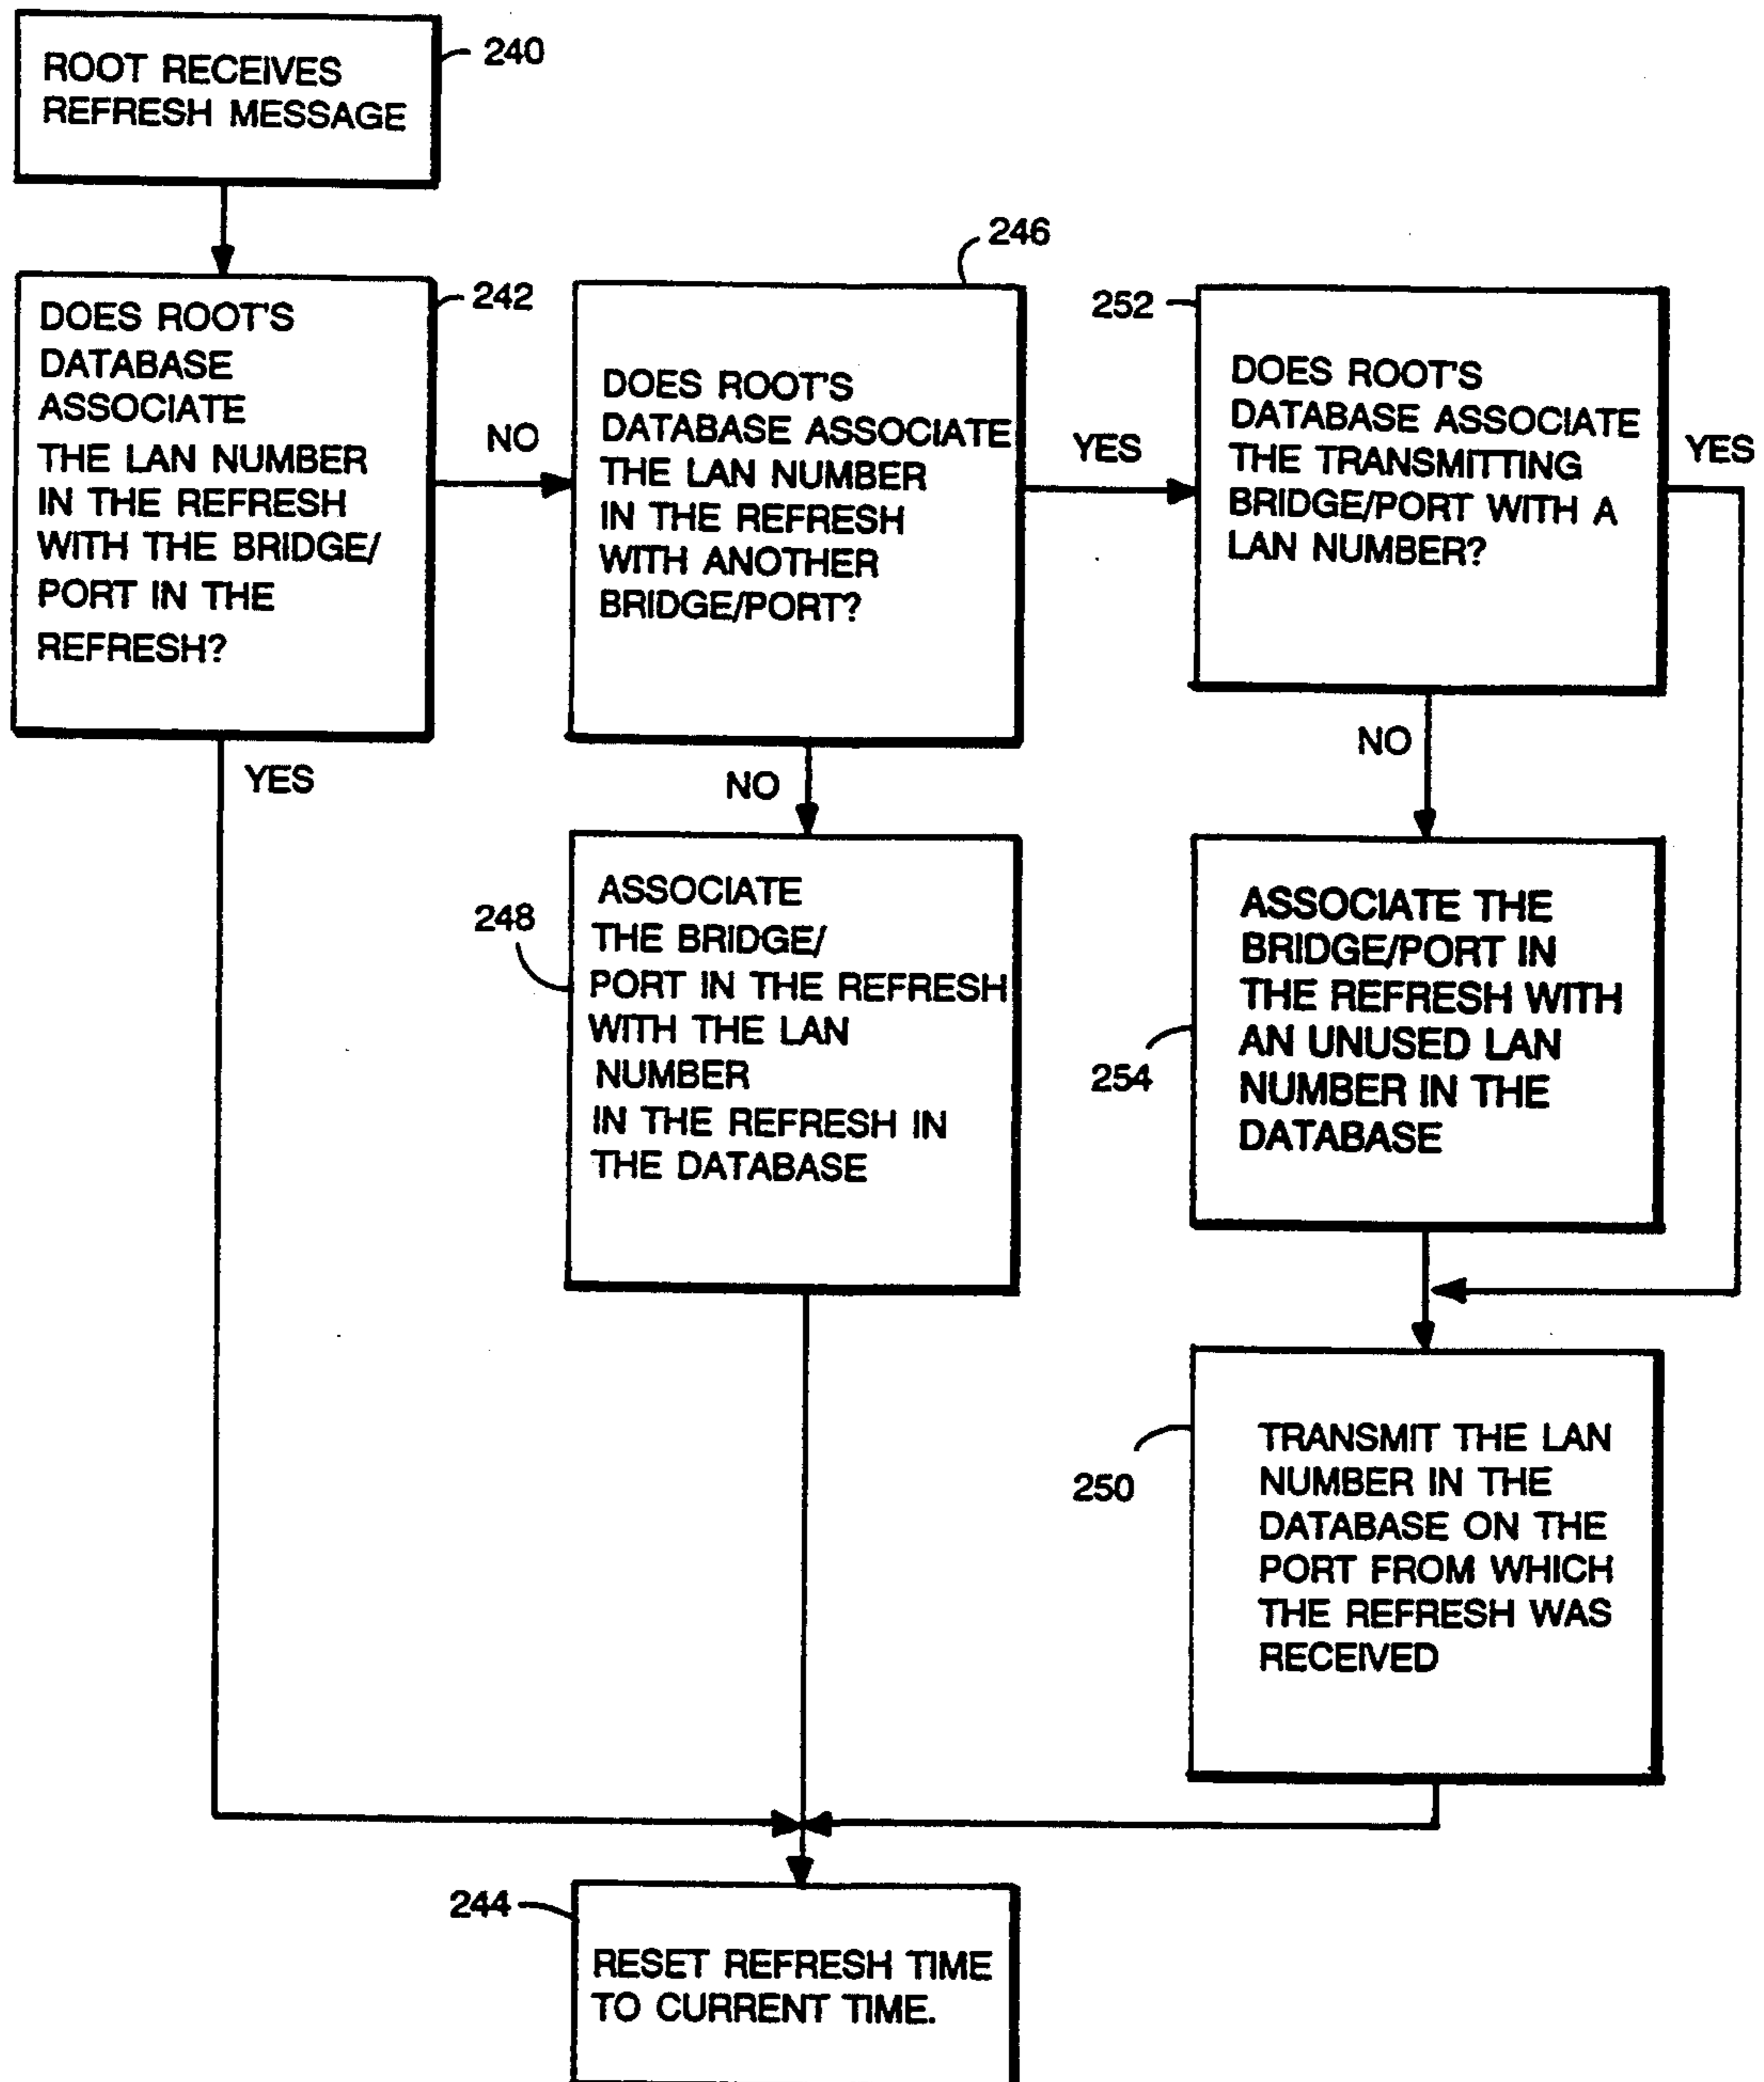 ROOT RECEIVES
REFRESH MESSAGE
240
DOES ROOT'S
DATABASE
ASSOCIATE
THE LAN NUMBER
IN THE REFRESH
WITH THE BRIDGE/
PORT IN THE
REFRESH?
242
NO
YES
246
DOES ROOT'S
DATABASE ASSOCIATE
THE LAN NUMBER
IN THE REFRESH
WITH ANOTHER
BRIDGE/PORT?
YES
NO
252
DOES ROOT'S
DATABASE ASSOCIATE
THE TRANSMITTING
BRIDGE/PORT WITH A
LAN NUMBER?
YES
NO
248
ASSOCIATE
THE BRIDGE/
PORT IN THE REFRESH
WITH THE LAN
NUMBER
IN THE REFRESH IN
THE DATABASE
254
ASSOCIATE THE
BRIDGE/PORT IN
THE REFRESH WITH
AN UNUSED LAN
NUMBER IN THE
DATABASE
250
TRANSMIT THE LAN
NUMBER IN THE
DATABASE ON THE
PORT FROM WHICH
THE REFRESH WAS
RECEIVED
244
RESET REFRESH TIME
TO CURRENT TIME.